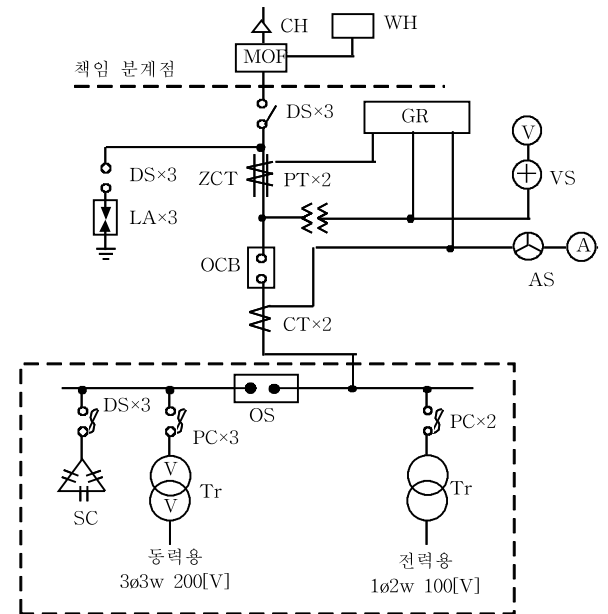 CH
WH
MOF
책임 분계점
DS×3
GR
V
DS×3
ZCT
PT×2
VS
LA×3
OCB
A
AS
CT×2
DS×3
OS
PC×3
PC×2
V
V
Tr
Tr
SC
동력용
3ø3w 200[V]
전력용
1ø2w 100[V]